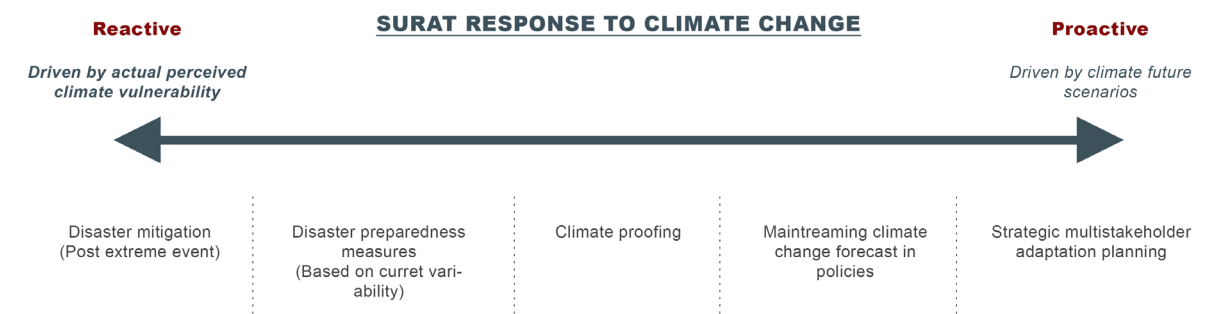 SURAT RESPONSE TO CLIMATE CHANGE
Reactive
Proactive
Driven by actual perceived
climate vulnerability
Driven by climate future
scenarios
Disaster mitigation
(Post extreme event)
Disaster preparedness
measures
(Based on curret vari-
ability)
Climate proofing
Maintreaming climate
change forecast in
policies
Strategic multistakeholder
adaptation planning